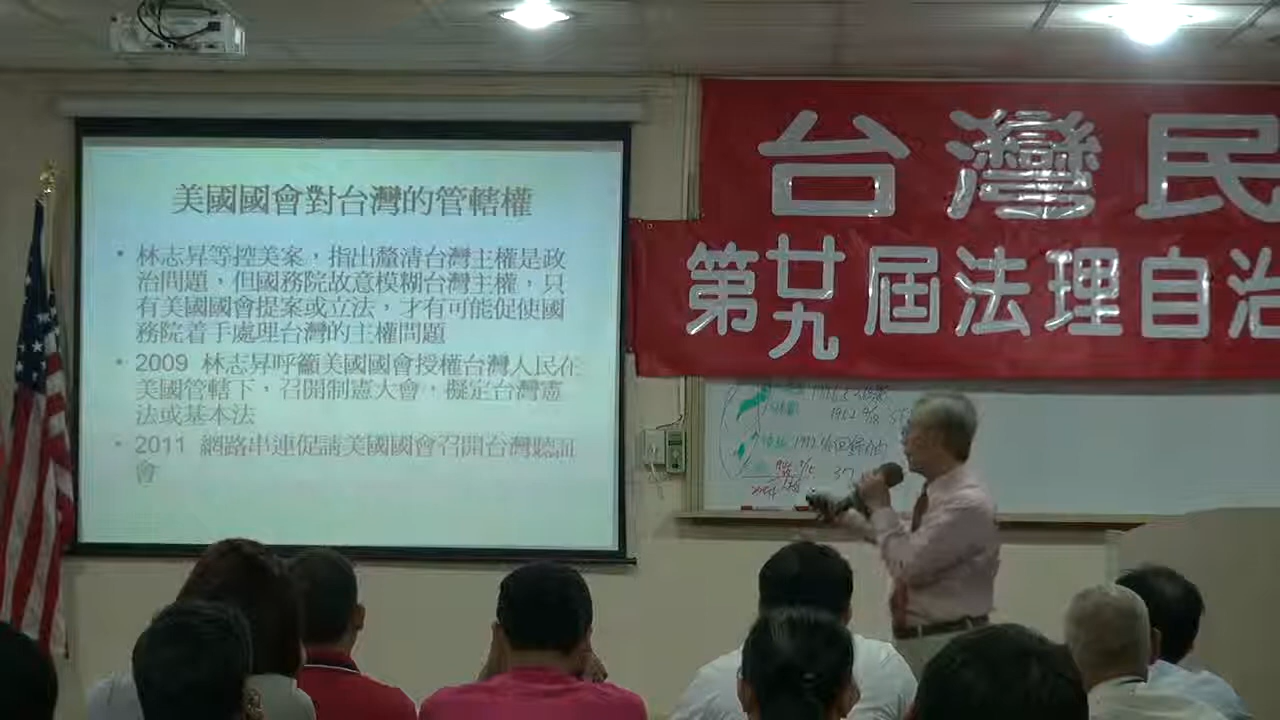 美國國會對台灣的管轄權
• 林志昇等控美案，指出釐清台灣主權是政
治問題，但國務院故意模糊台灣主權，只
有美國國會提案或立法，才有可能促使國
務院着手處理台灣的主權問題
• 2009 林志昇呼籲美國國會授權台灣人民在
美國管轄下，召開制憲大會，擬定台灣憲
法或基本法
• 2011 網路串連促請美國國會召開台灣聽証
會
台灣民
第廿九屆法理自治